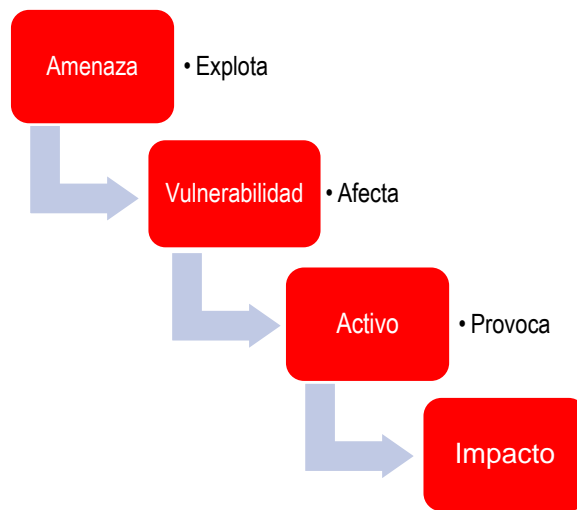 Amenaza
• Explota
Vulnerabilidad
• Afecta
Activo
• Provoca
Impacto